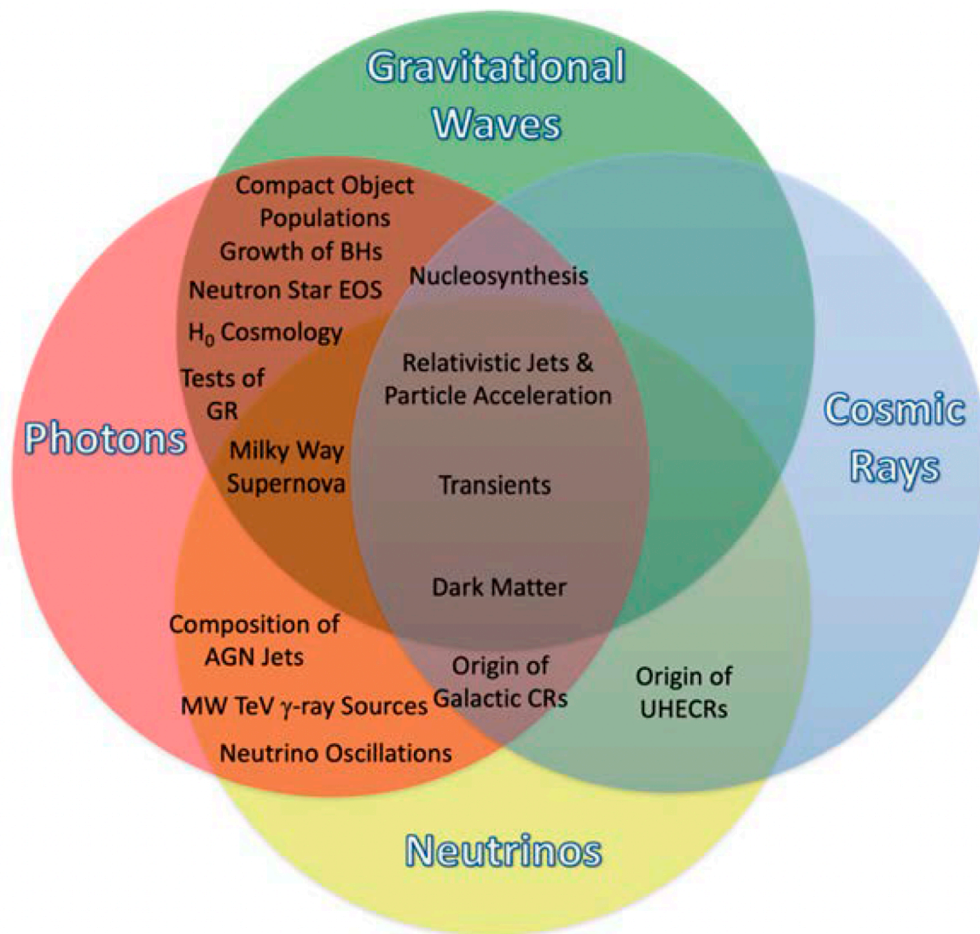 Gravitational
Waves
Compact Object
Populations
Growth of BHs
Nucleosynthesis
Neutron Star EOS
H₀ Cosmology
Relativistic Jets &
Particle Acceleration
Tests of
GR
Photons
Cosmic
Rays
Milky Way
Supernova
Transients
Dark Matter
Composition of
AGN Jets
Origin of
Galactic CRs
Origin of
UHECRs
MW TeV γ-ray Sources
Neutrino Oscillations
Neutrinos